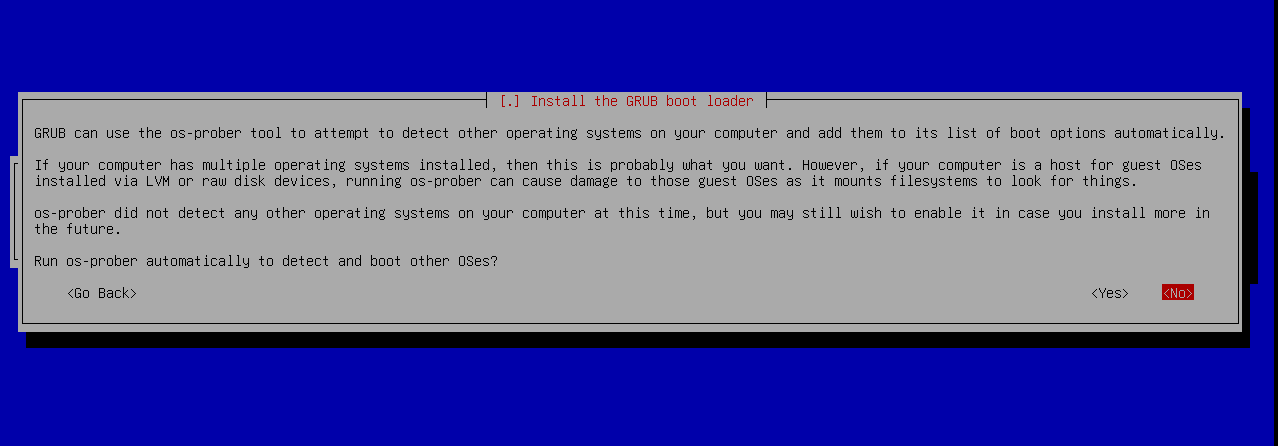 [.] Install the GRUB boot loader
GRUB can use the os-prober tool to attempt to detect other operating systems on your computer and add them to its list of boot options automatically.
If your computer has multiple operating systems installed, then this is probably what you want. However, if your computer is a host for guest OSes
installed via LVM or raw disk devices, running os-prober can cause damage to those guest OSes as it mounts filesystems to look for things.
os-prober did not detect any other operating systems on your computer at this time, but you may still wish to enable it in case you install more in
the future.
Run os-prober automatically to detect and boot other OSes?
<Go Back> <Yes> <No>